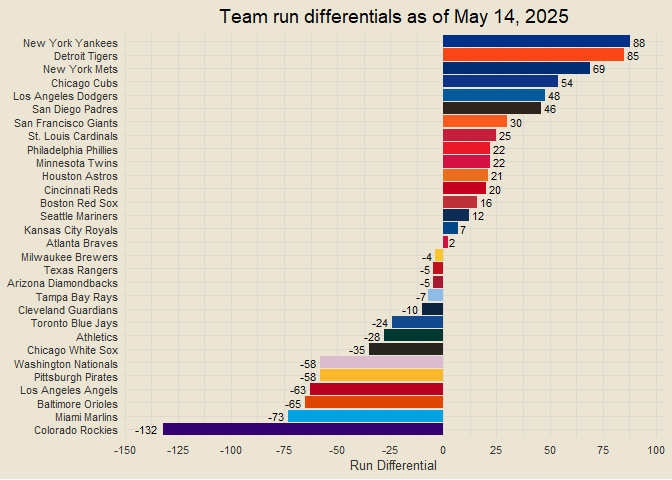 Team run differentials as of May 14, 2025
New York Yankees 88
Detroit Tigers 85
New York Mets 69
Chicago Cubs 54
Los Angeles Dodgers 48
San Diego Padres 46
San Francisco Giants 30
St. Louis Cardinals 25
Philadelphia Phillies 22
Minnesota Twins 22
Houston Astros 21
Cincinnati Reds 20
Boston Red Sox 16
Seattle Mariners 12
Kansas City Royals 7
Atlanta Braves 2
Milwaukee Brewers -4
Texas Rangers -5
Arizona Diamondbacks -5
Tampa Bay Rays -7
Cleveland Guardians -10
Toronto Blue Jays -24
Athletics -28
Chicago White Sox -35
Washington Nationals -58
Pittsburgh Pirates -58
Los Angeles Angels -63
Baltimore Orioles -65
Miami Marlins -73
Colorado Rockies -132
-150 -125 -100 -75 -50 -25 0 25 50 75 100
Run Differential